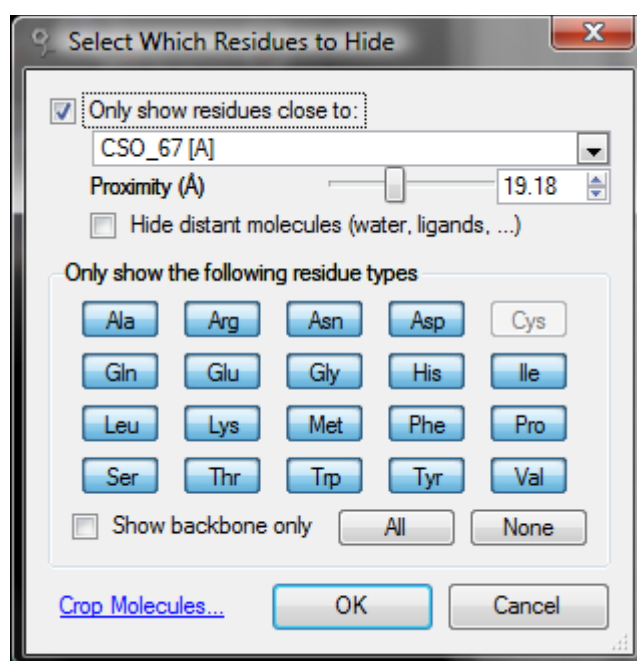 Select Which Residues to Hide
Only show residues close to:
CSO_67 [A]
Proximity (Å) 19.18
Hide distant molecules (water, ligands, ...)
Only show the following residue types
Ala Arg Asn Asp Cys
Gln Glu Gly His Ile
Leu Lys Met Phe Pro
Ser Thr Trp Tyr Val
Show backbone only All None
Crop Molecules... OK Cancel